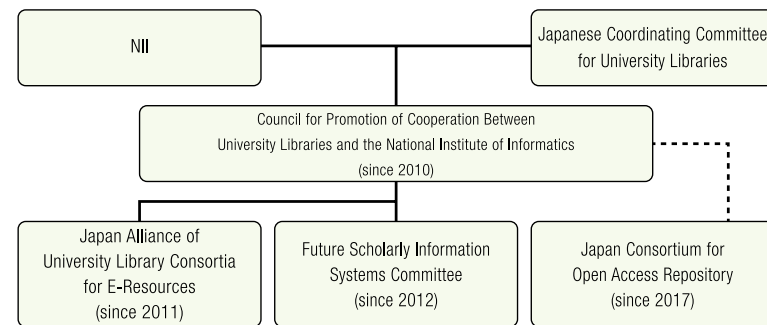 NII
Japanese Coordinating Committee
for University Libraries
Council for Promotion of Cooperation Between
University Libraries and the National Institute of Informatics
(since 2010)
Japan Alliance of
University Library Consortia
for E-Resources
(since 2011)
Future Scholarly Information
Systems Committee
(since 2012)
Japan Consortium for
Open Access Repository
(since 2017)